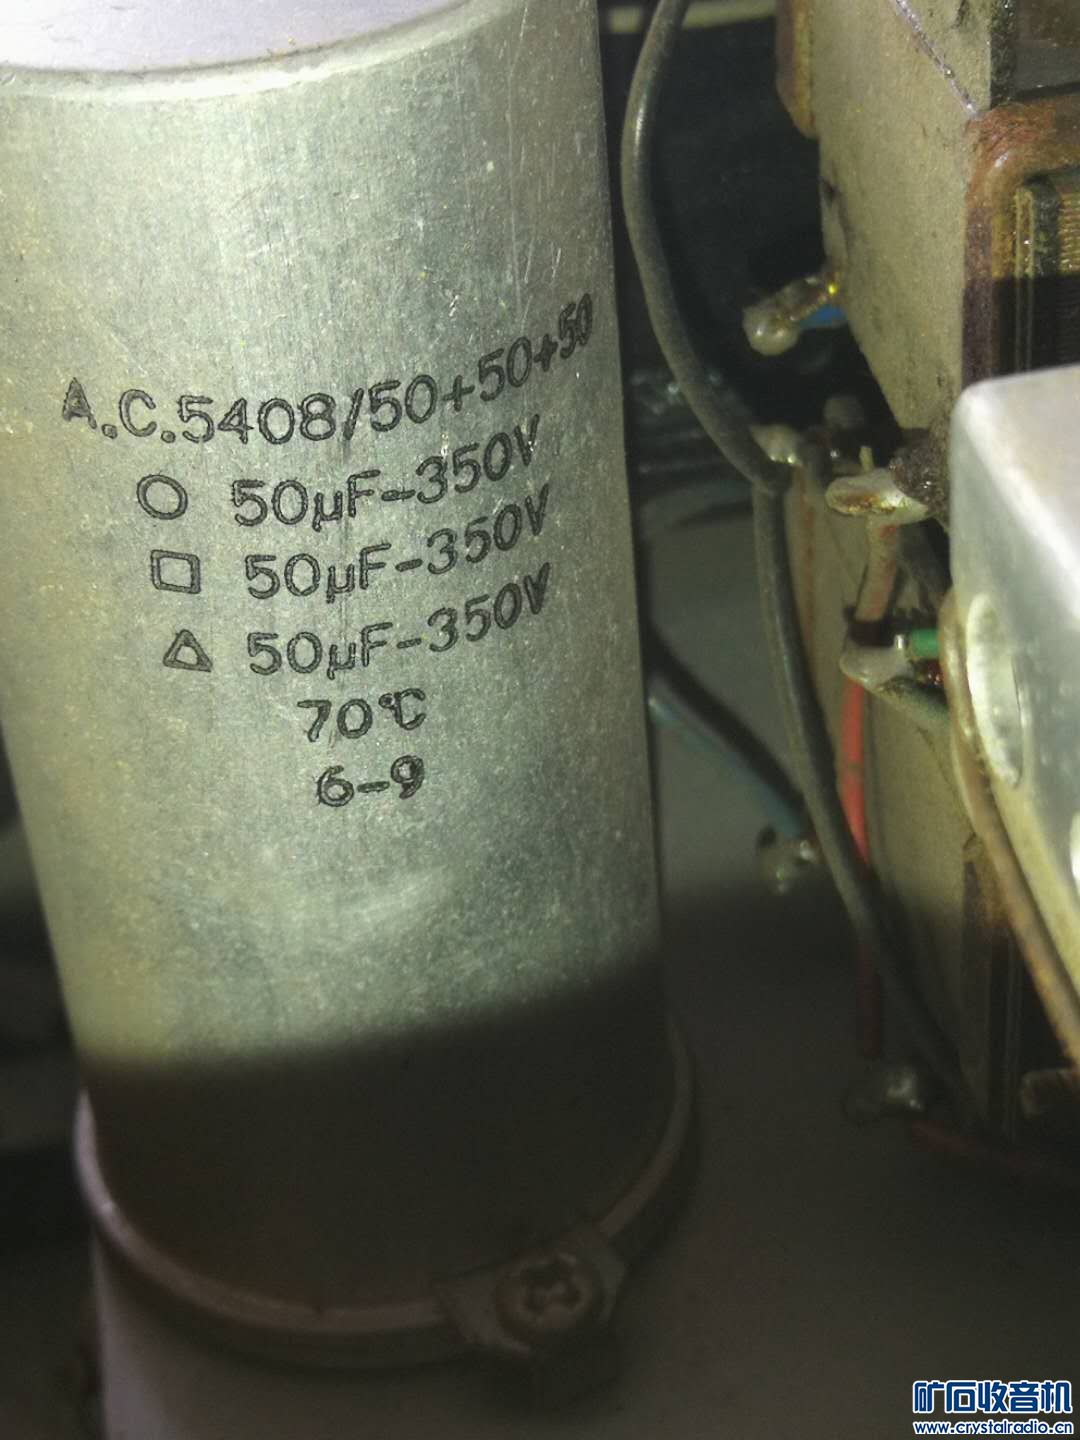 A.C.5408/50+50+50
○ 50μF-350V
□ 50μF-350V
△ 50μF-350V
70℃
6-9
矿石收音机
www.crystalradio.cn